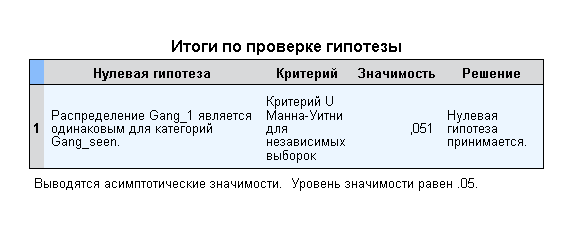 Итоги по проверке гипотезы
Нулевая гипотеза Критерий Значимость Решение
1
Распределение Gang_1 является
одинаковым для категорий
Gang_seen.
Критерий U
Манна-Уитни
для
независимых
выборок
,051
Нулевая
гипотеза
принимается.
Выводятся асимптотические значимости. Уровень значимости равен .05.